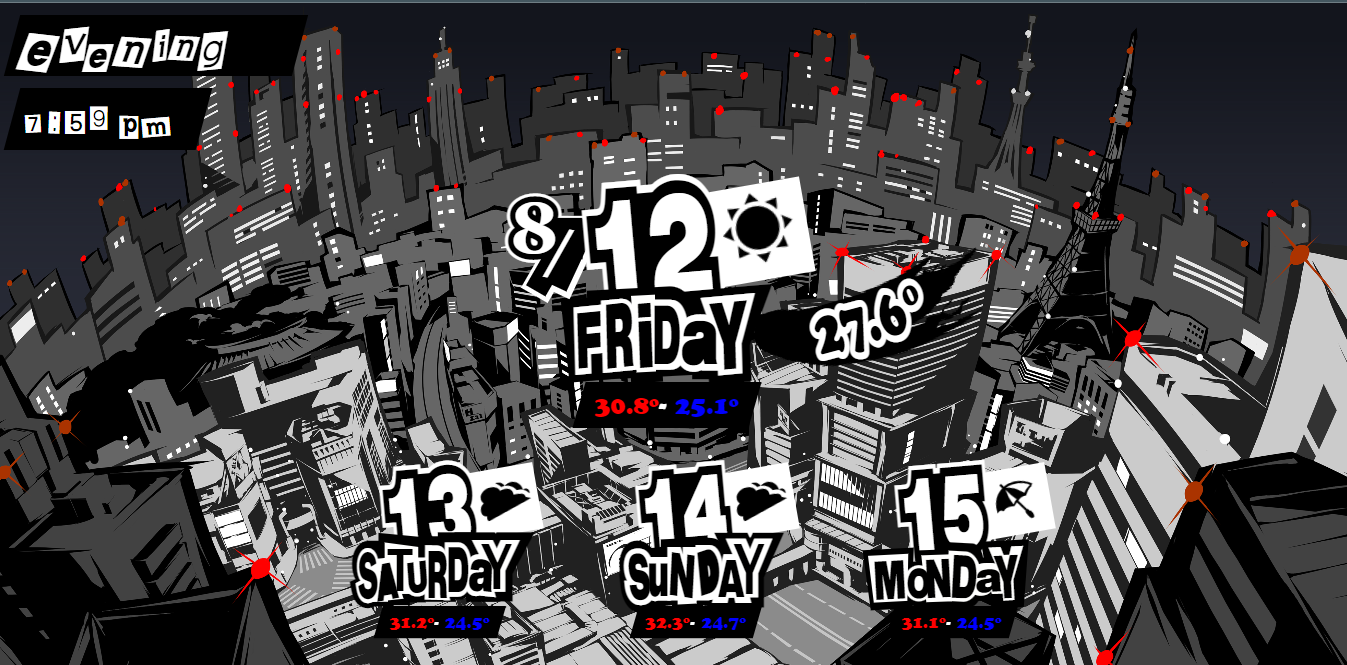 evening
7:59 pm
8/12
FRiDaY
27.6°
30.8°- 25.1°
13
SATURDaY
31.2°- 24.5°
14
SuNDAY
32.3°- 24.7°
15
MoNDaY
31.1°- 24.5°